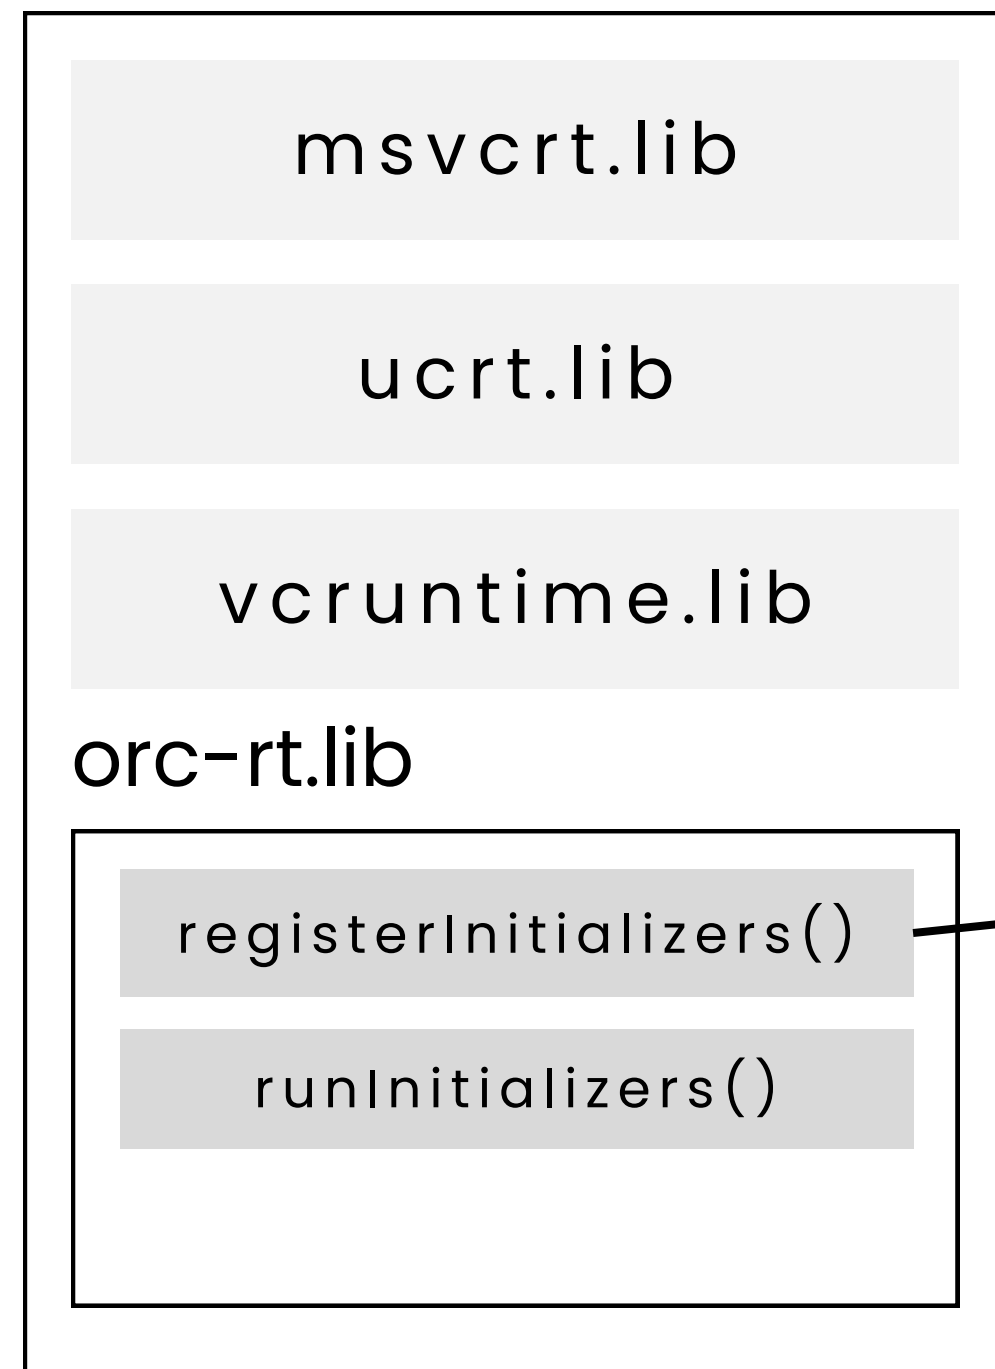 msvcrt.lib
ucrt.lib
vcruntime.lib
orc-rt.lib
registerInitializers()
runInitializers()